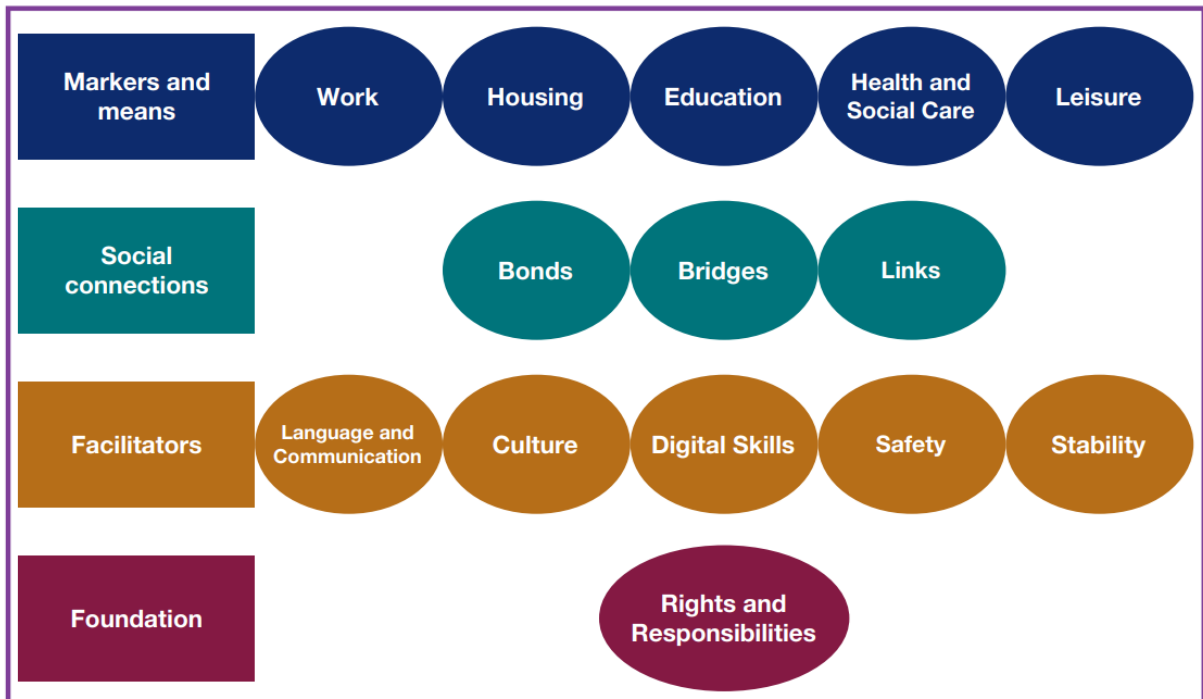 Markers and
means
Work
Housing
Education
Health and
Social Care
Leisure
Social
connections
Bonds
Bridges
Links
Facilitators
Language and
Communication
Culture
Digital Skills
Safety
Stability
Foundation
Rights and
Responsibilities